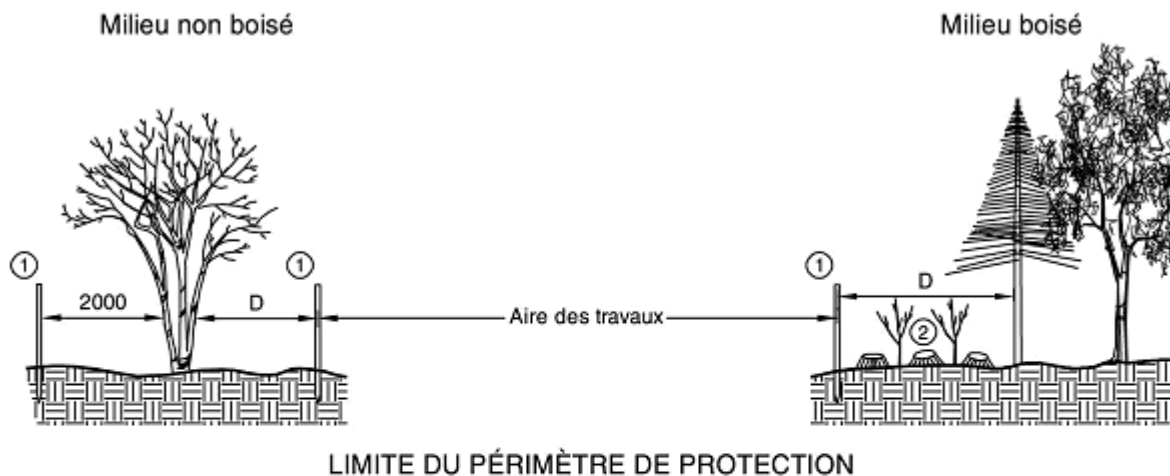 Milieu non boisé
Milieu boisé
1
1
1
2000
D
D
Aire des travaux
2
LIMITE DU PÉRIMÈTRE DE PROTECTION